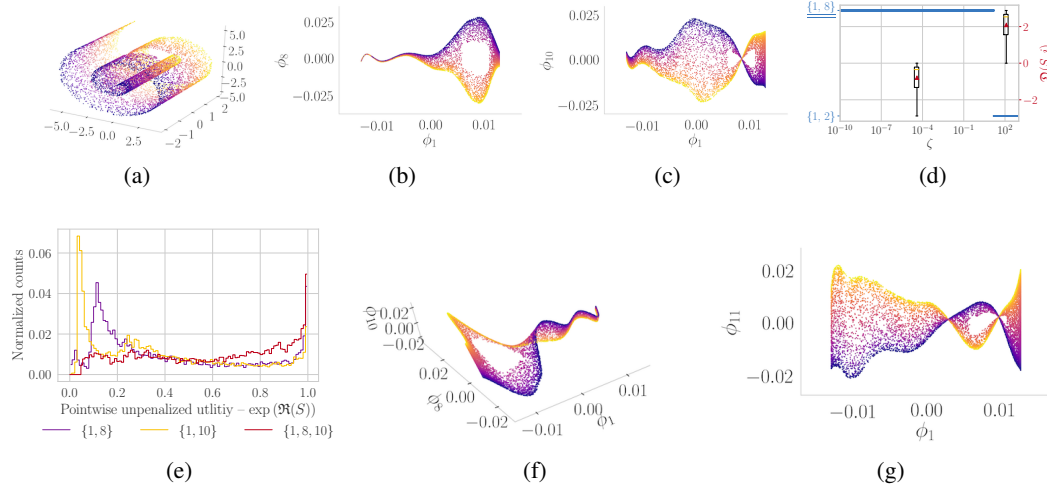 5.0
2.5
0.0
−2.5
−5.0
−5.0
−2.5
0.0
2.5
−2
−1
0
1
2
(a)
0.025
0.000
−0.025
ϕ8
−0.01
0.00
0.01
ϕ1
(b)
0.025
0.000
−0.025
ϕ10
−0.01
0.00
0.01
ϕ1
(c)
{1, 8}
{1, 2}
10−10
10−7
10−4
10−1
102
ζ
2
0
−2
(d)
Normalized counts
0.06
0.04
0.02
0.00
0.0 0.2 0.4 0.6 0.8 1.0
Pointwise unpenalized utlitiy – exp (ℜ(S))
{1, 8} {1, 10} {1, 8, 10}
(e)
ϕ10
0.02
0.00
−0.02
0.02
0.00
−0.02
ϕ8
−0.01
0.00
0.01
ϕ1
(f)
0.02
0.00
−0.02
ϕ11
−0.01
0.00
0.01
ϕ1
(g)